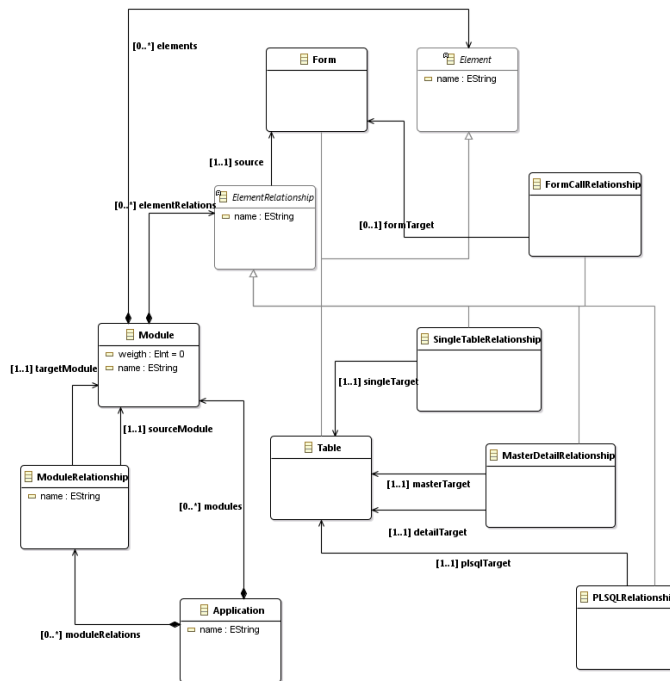 [0..*] elements
Form
Element
name : EString
[1..1] source
ElementRelationship
name : EString
[0..*] elementRelations
FormCallRelationship
[0..1] formTarget
Module
weigth : EInt = 0
name : EString
SingleTableRelationship
[1..1] targetModule
[1..1] singleTarget
[1..1] sourceModule
Table
MasterDetailRelationship
ModuleRelationship
name : EString
[1..1] masterTarget
[0..*] modules
[1..1] detailTarget
[1..1] plsqlTarget
PLSQLRelationship
Application
name : EString
[0..*] moduleRelations